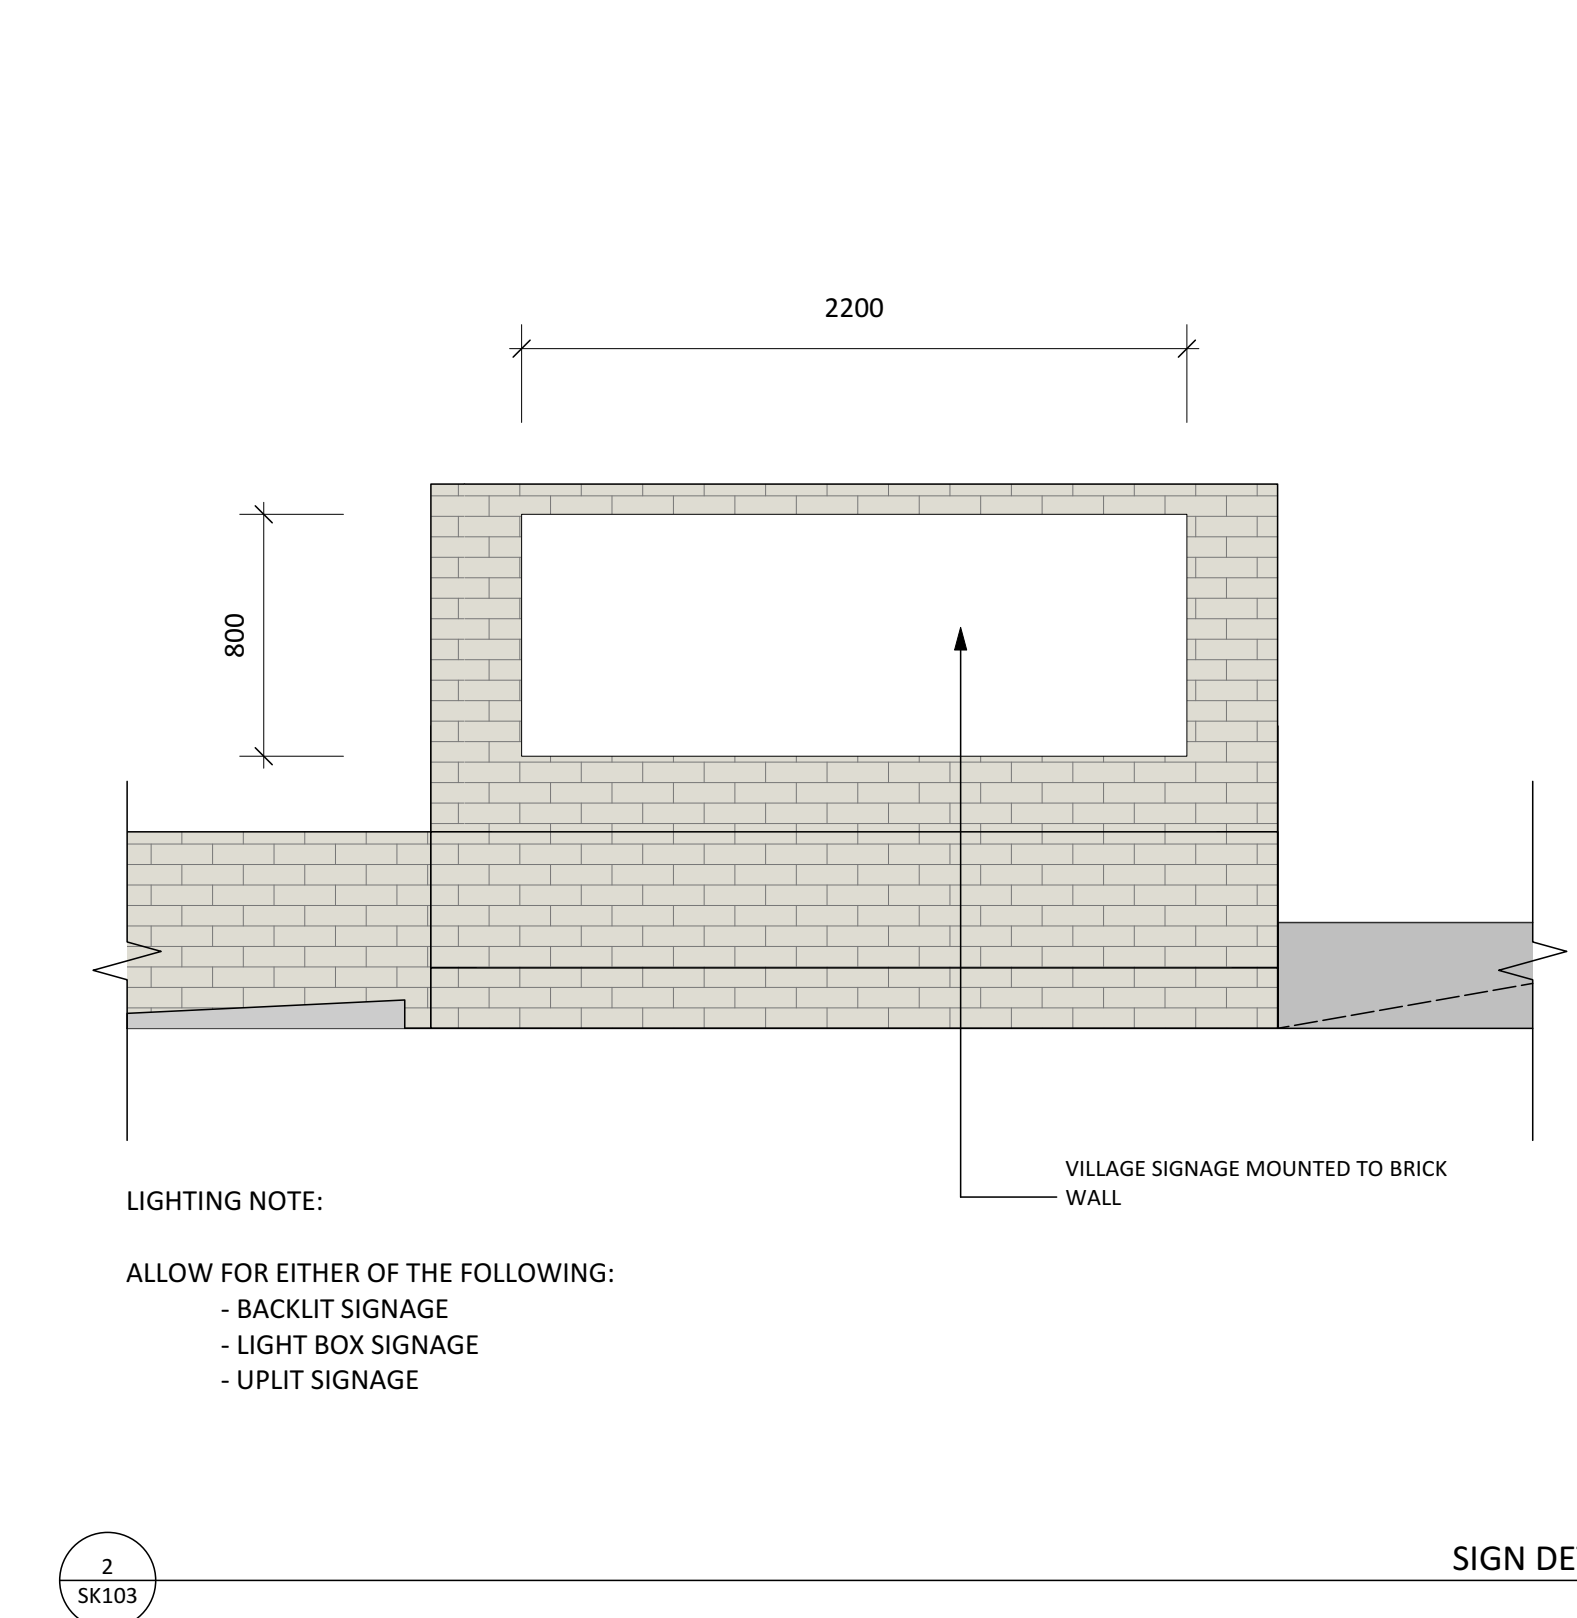 2200
800
VILLAGE SIGNAGE MOUNTED TO BRICK
WALL
LIGHTING NOTE:
ALLOW FOR EITHER OF THE FOLLOWING:
- BACKLIT SIGNAGE
- LIGHT BOX SIGNAGE
- UPLIT SIGNAGE
2
SK103
SIGN